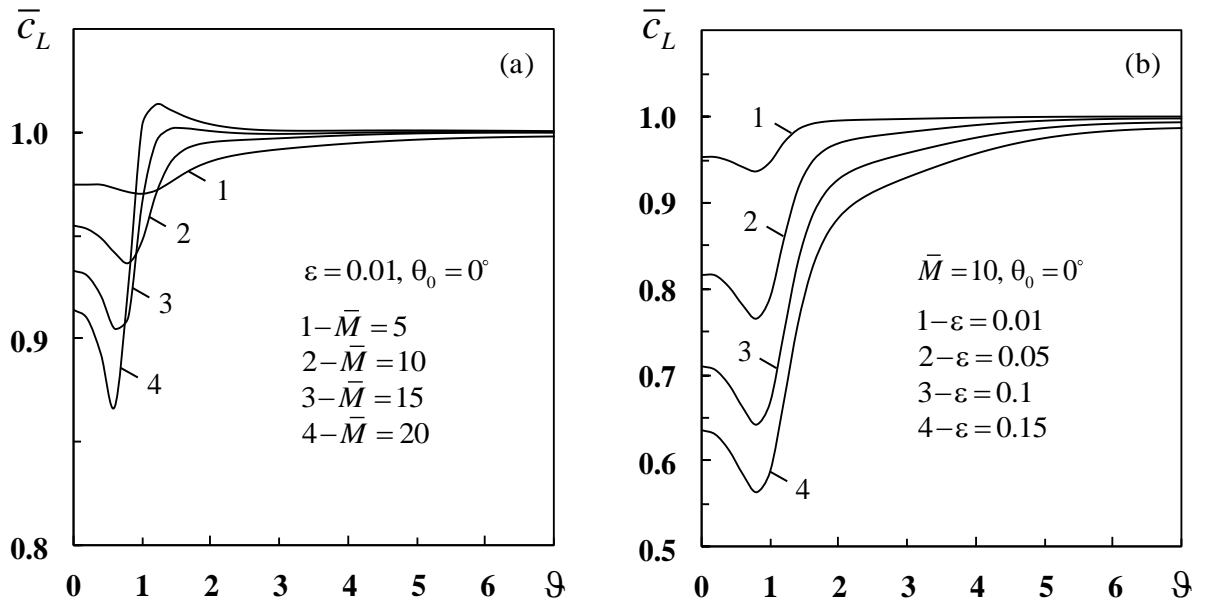 c̅_L
(a)
1.0
0.9
0.8
1
2
3
4
ε = 0.01, θ₀ = 0°
1–M̅ = 5
2–M̅ = 10
3–M̅ = 15
4–M̅ = 20
0 1 2 3 4 5 6 ϑ
c̅_L
(b)
1.0
0.9
0.8
0.7
0.6
0.5
1
2
3
4
M̅ = 10, θ₀ = 0°
1–ε = 0.01
2–ε = 0.05
3–ε = 0.1
4–ε = 0.15
0 1 2 3 4 5 6 ϑ